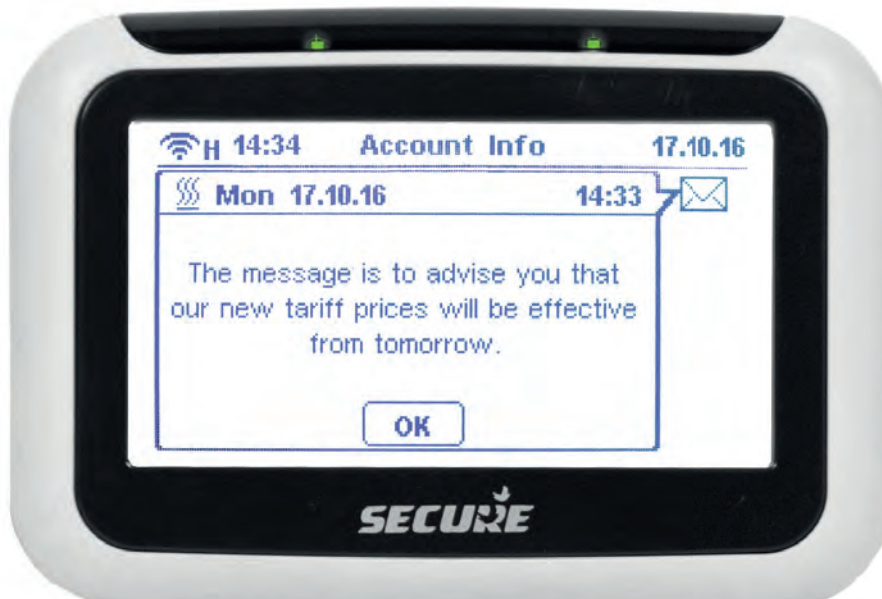 H 14:34 Account Info 17.10.16
Mon 17.10.16 14:33
The message is to advise you that
our new tariff prices will be effective
from tomorrow.
OK
SECURE